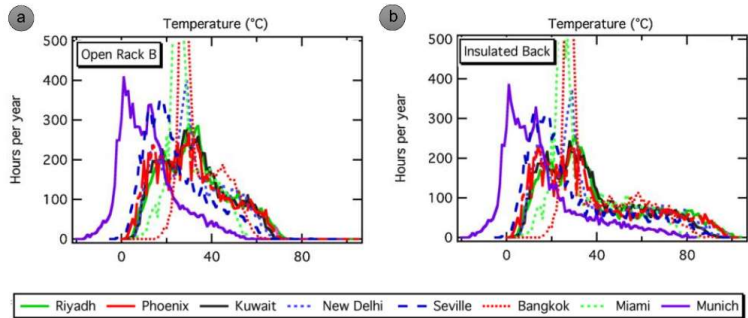 a
Temperature (°C)
Open Rack B
500
400
300
200
100
0
Hours per year
0
40
80
b
Temperature (°C)
Insulated Back
500
400
300
200
100
0
Hours per year
0
40
80
Riyadh Phoenix Kuwait New Delhi Seville Bangkok Miami Munich